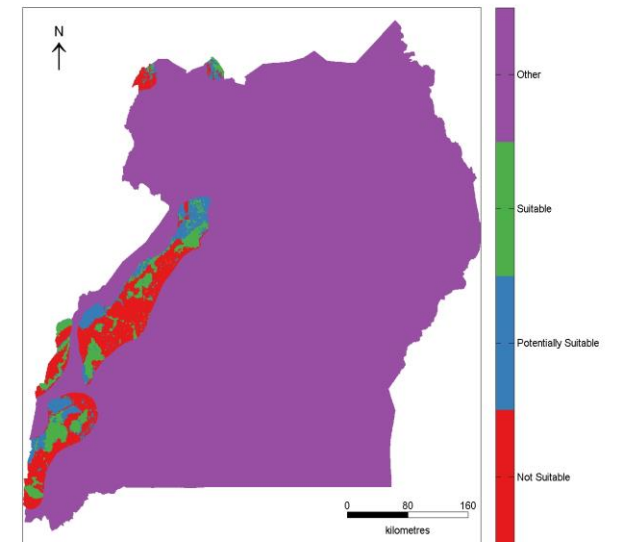 N
Other
Suitable
Potentially Suitable
Not Suitable
0 80 160
kilometres